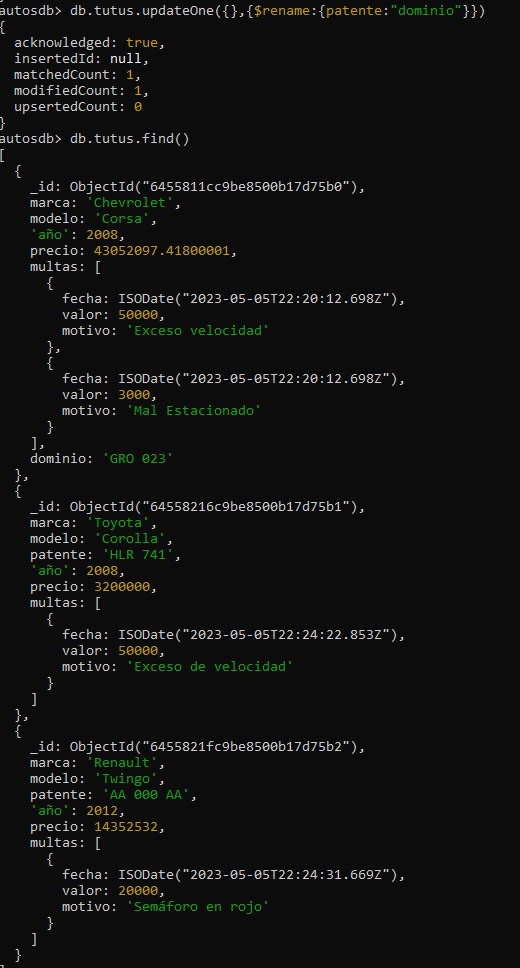 autosdb> db.tutus.updateOne({},{$rename:{patente:"dominio"}})
{
  acknowledged: true,
  insertedId: null,
  matchedCount: 1,
  modifiedCount: 1,
  upsertedCount: 0
}
autosdb> db.tutus.find()
[
  {
    _id: ObjectId("6455811cc9be8500b17d75b0"),
    marca: 'Chevrolet',
    modelo: 'Corsa',
    'año': 2008,
    precio: 43052097.41800001,
    multas: [
      {
        fecha: ISODate("2023-05-05T22:20:12.698Z"),
        valor: 50000,
        motivo: 'Exceso velocidad'
      },
      {
        fecha: ISODate("2023-05-05T22:20:12.698Z"),
        valor: 3000,
        motivo: 'Mal Estacionado'
      }
    ],
    dominio: 'GRO 023'
  },
  {
    _id: ObjectId("64558216c9be8500b17d75b1"),
    marca: 'Toyota',
    modelo: 'Corolla',
    patente: 'HLR 741',
    'año': 2008,
    precio: 3200000,
    multas: [
      {
        fecha: ISODate("2023-05-05T22:24:22.853Z"),
        valor: 50000,
        motivo: 'Exceso de velocidad'
      }
    ]
  },
  {
    _id: ObjectId("6455821fc9be8500b17d75b2"),
    marca: 'Renault',
    modelo: 'Twingo',
    patente: 'AA 000 AA',
    'año': 2012,
    precio: 14352532,
    multas: [
      {
        fecha: ISODate("2023-05-05T22:24:31.669Z"),
        valor: 20000,
        motivo: 'Semáforo en rojo'
      }
    ]
  }
]